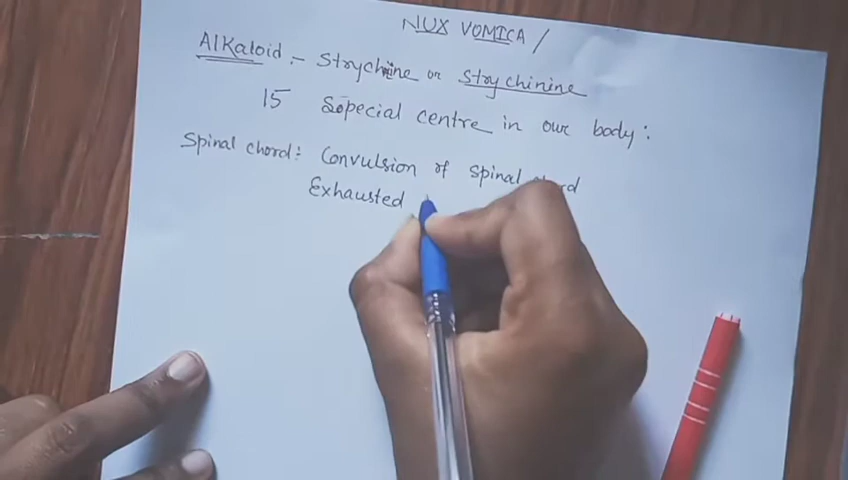 NUX VOMICA /
Alkaloid :- Strychine or Strychinine
15 Sopecial centre in our body:
Spinal chord: Convulsion of spinal
Exhausted